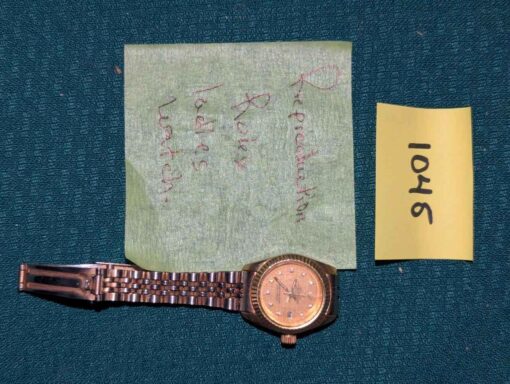 Reproduction
Rolex
ladies
watch.
1046